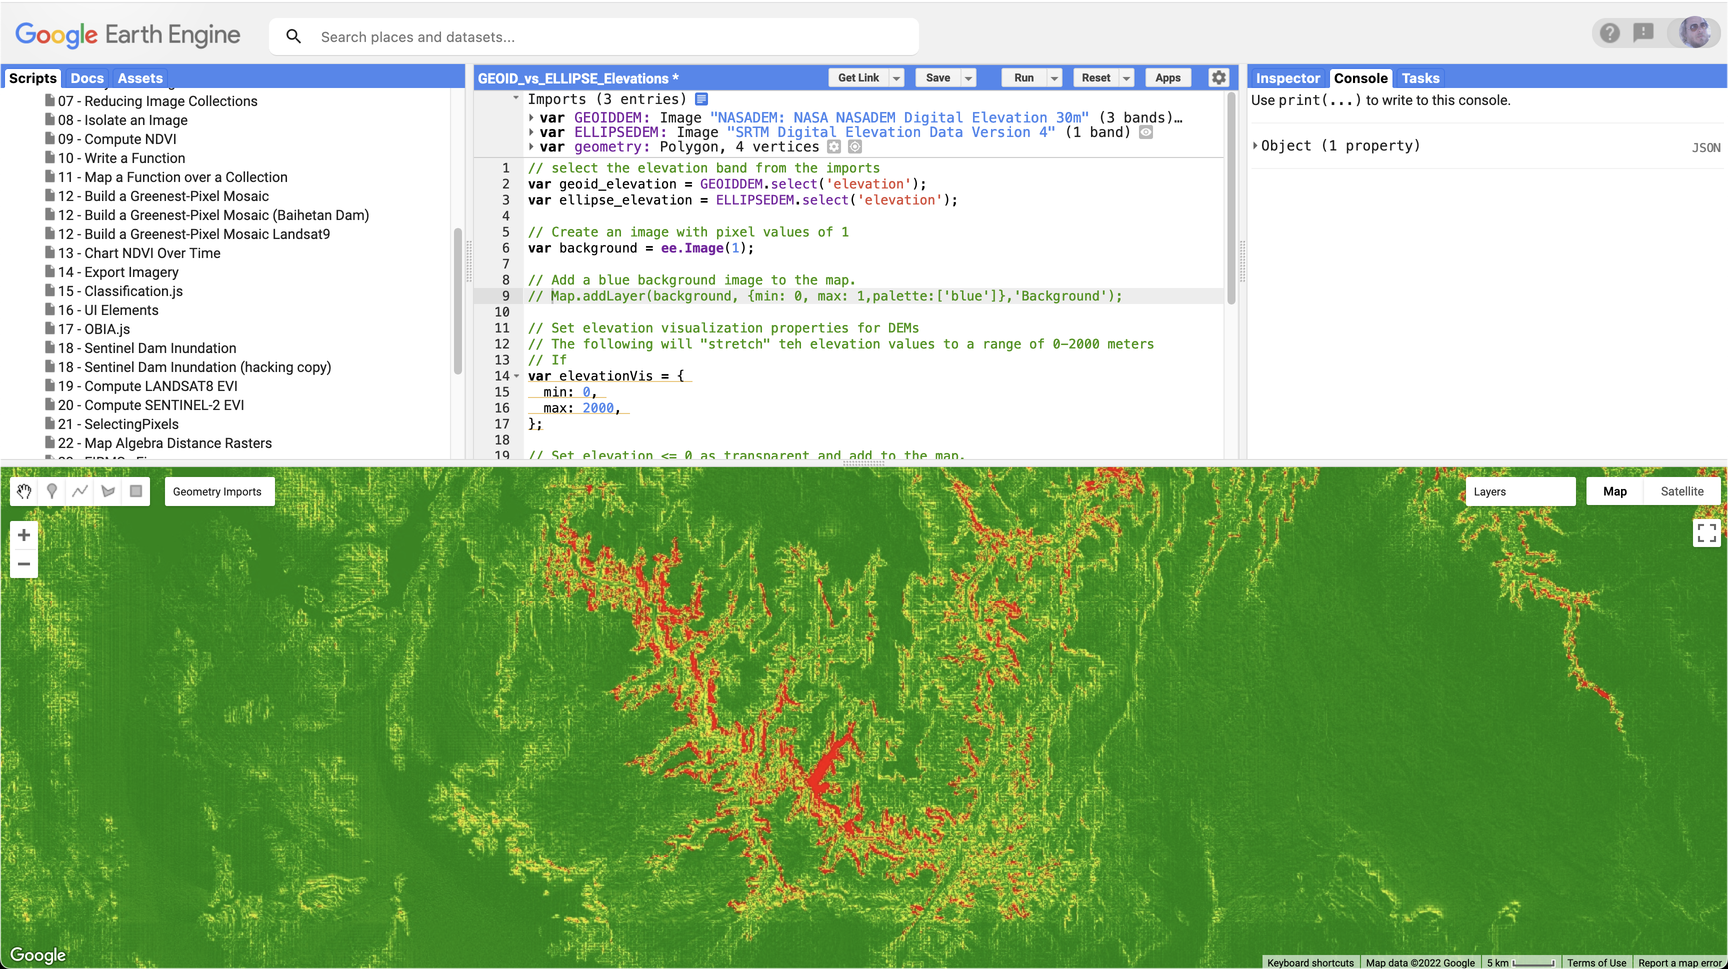 Google Earth Engine
Search places and datasets...
Scripts Docs Assets
07 - Reducing Image Collections
08 - Isolate an Image
09 - Compute NDVI
10 - Write a Function
11 - Map a Function over a Collection
12 - Build a Greenest-Pixel Mosaic
12 - Build a Greenest-Pixel Mosaic (Baihetan Dam)
12 - Build a Greenest-Pixel Mosaic Landsat9
13 - Chart NDVI Over Time
14 - Export Imagery
15 - Classification.js
16 - UI Elements
17 - OBIA.js
18 - Sentinel Dam Inundation
18 - Sentinel Dam Inundation (hacking copy)
19 - Compute LANDSAT8 EVI
20 - Compute SENTINEL-2 EVI
21 - SelectingPixels
22 - Map Algebra Distance Rasters
GEOID_vs_ELLIPSE_Elevations *
Get Link Save Run Reset Apps
Imports (3 entries)
var GEOIDDEM: Image "NASADEM: NASA NASADEM Digital Elevation 30m" (3 bands)…
var ELLIPSEDEM: Image "SRTM Digital Elevation Data Version 4" (1 band)
var geometry: Polygon, 4 vertices
1 // select the elevation band from the imports
2 var geoid_elevation = GEOIDDEM.select('elevation');
3 var ellipse_elevation = ELLIPSEDEM.select('elevation');
4
5 // Create an image with pixel values of 1
6 var background = ee.Image(1);
7
8 // Add a blue background image to the map.
9 // Map.addLayer(background, {min: 0, max: 1,palette:['blue']},'Background');
10
11 // Set elevation visualization properties for DEMs
12 // The following will "stretch" teh elevation values to a range of 0-2000 meters
13 // If
14 var elevationVis = {
15 min: 0,
16 max: 2000,
17 };
18
19 // Set elevation <= 0 as transparent and add to the map.
Inspector Console Tasks
Use print(...) to write to this console.
Object (1 property) JSON
Geometry Imports
Layers
Map Satellite
+
−
Google
Keyboard shortcuts Map data ©2022 Google 5 km Terms of Use Report a map error